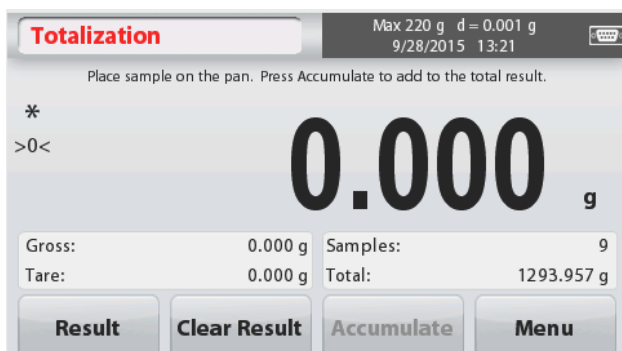 Totalization
Max 220 g  d = 0.001 g
9/28/2015  13:21
Place sample on the pan. Press Accumulate to add to the total result.
*
>0<
0.000 g
Gross: 0.000 g
Tare: 0.000 g
Samples: 9
Total: 1293.957 g
Result
Clear Result
Accumulate
Menu